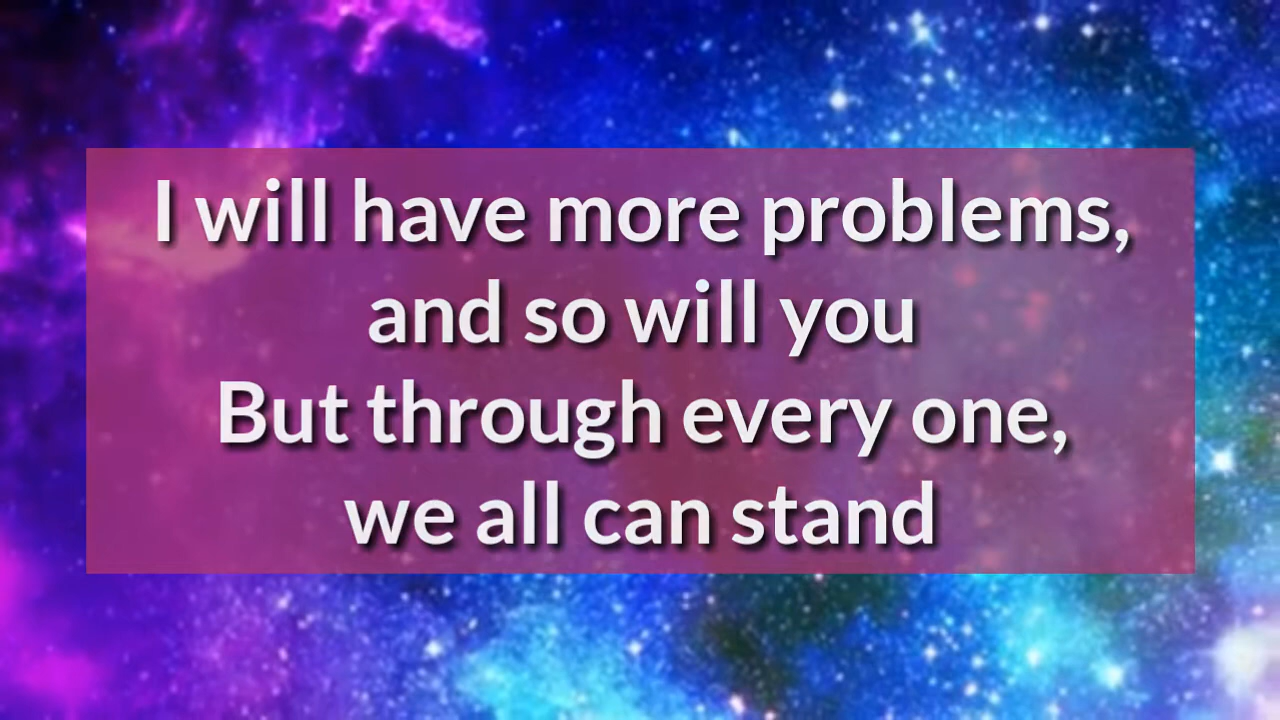 I will have more problems,
and so will you
But through every one,
we all can stand